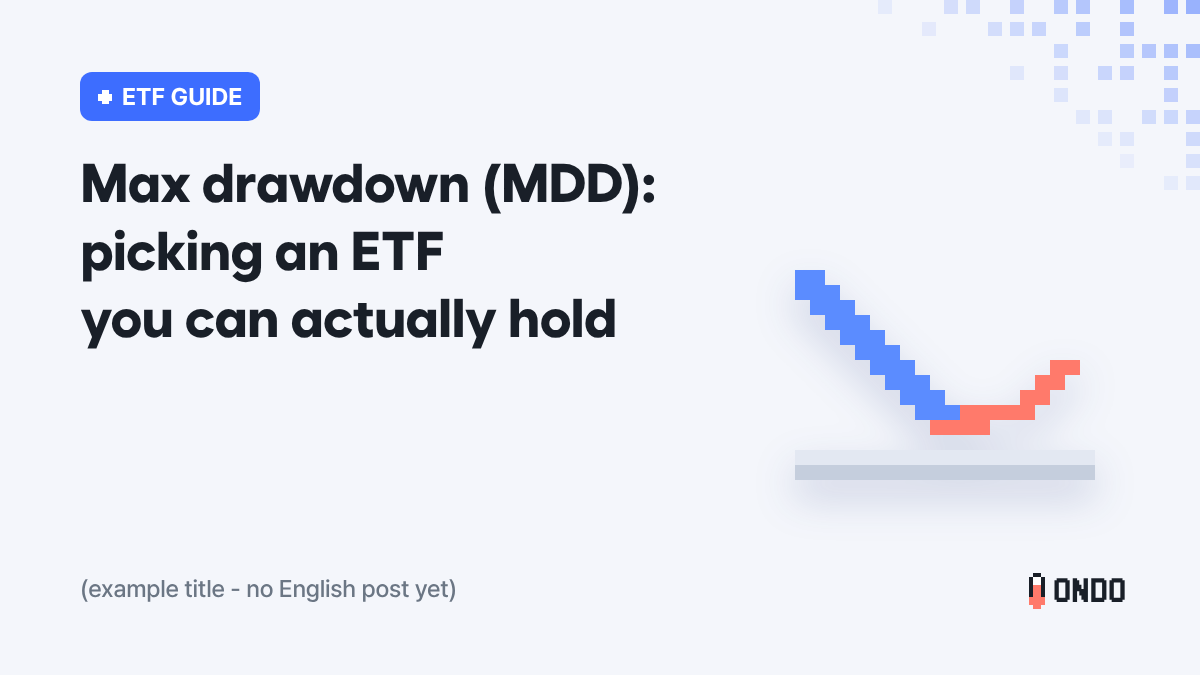 ETF GUIDE
Max drawdown (MDD):
picking an ETF
you can actually hold
(example title - no English post yet)
ONDO